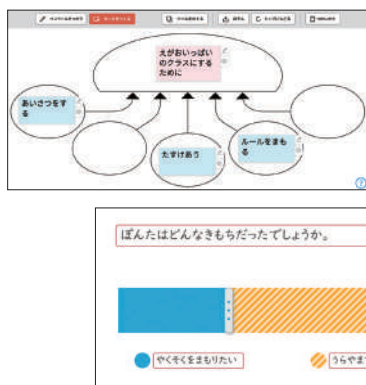 えがおいっぱい
のクラスにする
ために
あいさつをす
る
たすけあう
ルールをまも
る
ぽんたはどんなきもちだったでしょうか。
やくそくをまもりたい
うらやま